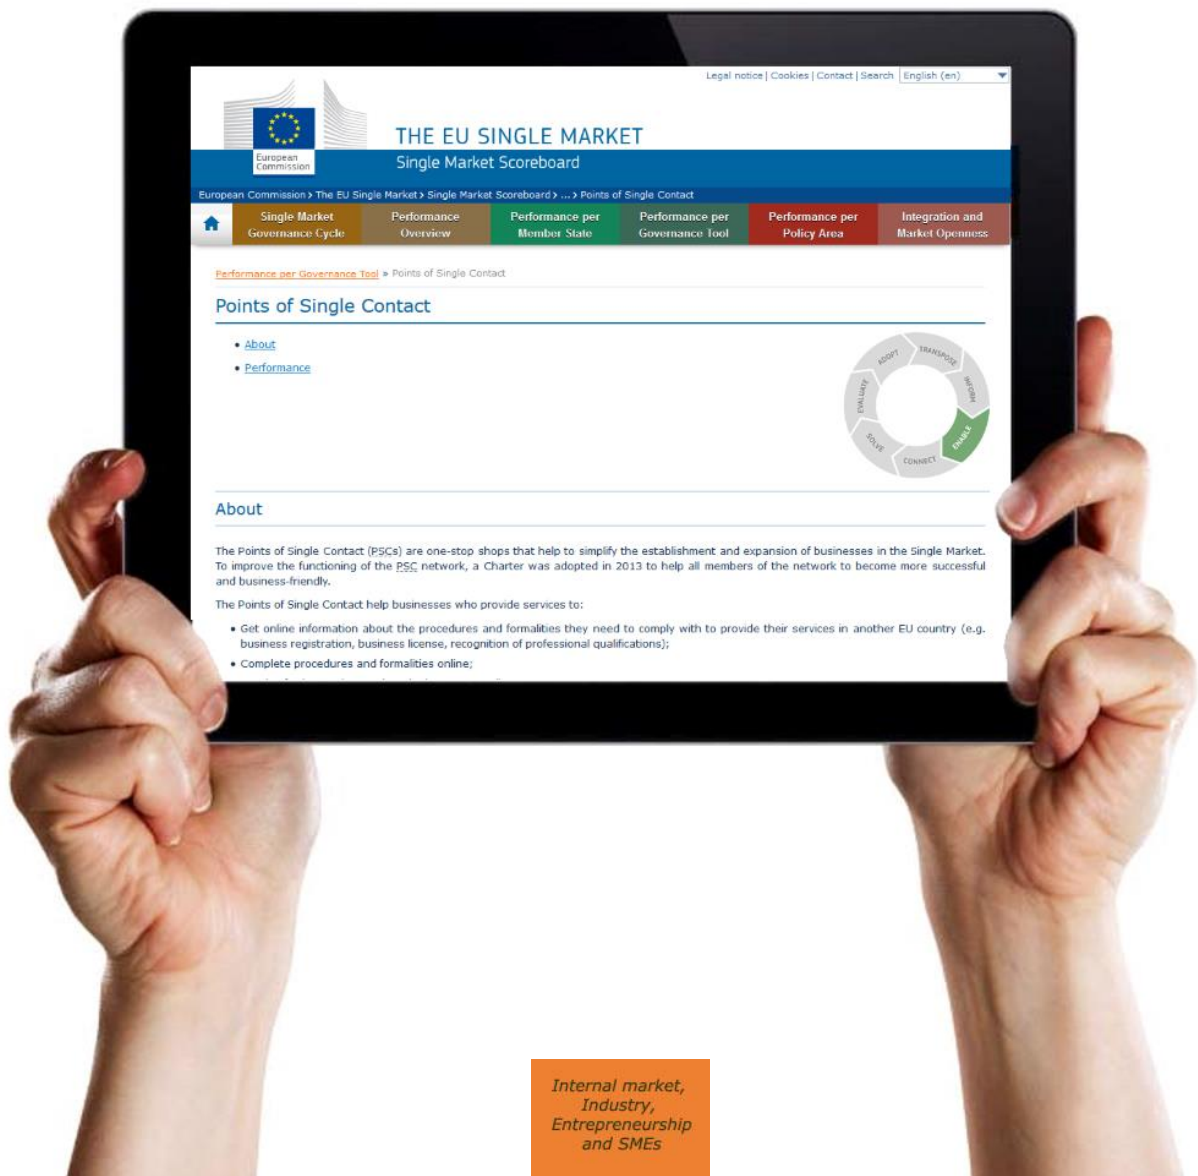 Legal notice | Cookies | Contact | Search English (en)
THE EU SINGLE MARKET
European
Commission
Single Market Scoreboard
European Commission > The EU Single Market > Single Market Scoreboard > ... > Points of Single Contact
Single Market Governance Cycle
Performance Overview
Performance per Member State
Performance per Governance Tool
Performance per Policy Area
Integration and Market Openness
Performance per Governance Tool » Points of Single Contact
Points of Single Contact
• About
• Performance
ADOPT
TRANSPOSE
INFORM
ENABLE
CONNECT
SOLVE
EVALUATE
About
The Points of Single Contact (PSCs) are one-stop shops that help to simplify the establishment and expansion of businesses in the Single Market.
To improve the functioning of the PSC network, a Charter was adopted in 2013 to help all members of the network to become more successful
and business-friendly.
The Points of Single Contact help businesses who provide services to:
• Get online information about the procedures and formalities they need to comply with to provide their services in another EU country (e.g.
business registration, business license, recognition of professional qualifications);
• Complete procedures and formalities online;
Internal market,
Industry,
Entrepreneurship
and SMEs